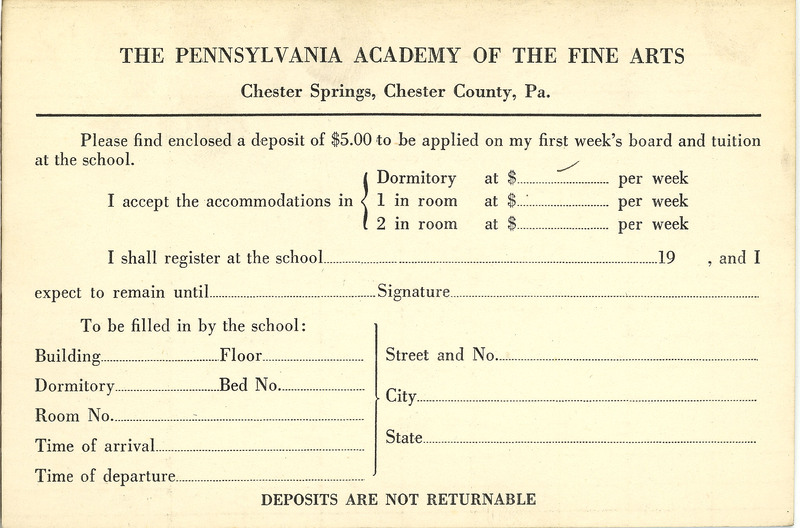 THE PENNSYLVANIA ACADEMY OF THE FINE ARTS
Chester Springs, Chester County, Pa.
Please find enclosed a deposit of $5.00 to be applied on my first week's board and tuition
at the school.
I accept the accommodations in
Dormitory at $ per week
1 in room at $ per week
2 in room at $ per week
I shall register at the school 19 , and I
expect to remain until Signature
To be filled in by the school:
Building Floor
Dormitory Bed No.
Room No.
Time of arrival
Time of departure
Street and No.
City
State
DEPOSITS ARE NOT RETURNABLE